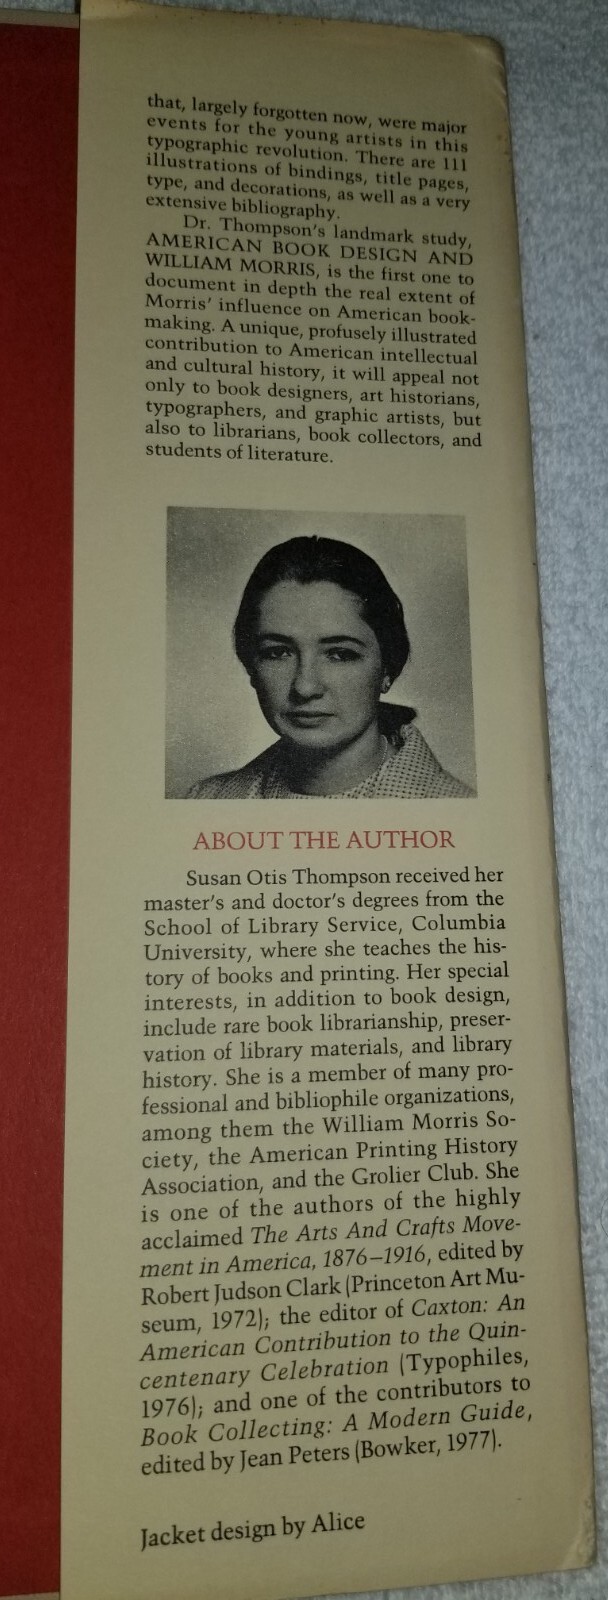 that, largely forgotten now, were major
events for the young artists in this
typographic revolution. There are 111
illustrations of bindings, title pages,
type, and decorations, as well as a very
extensive bibliography.
Dr. Thompson's landmark study,
AMERICAN BOOK DESIGN AND
WILLIAM MORRIS, is the first one to
document in depth the real extent of
Morris' influence on American book-
making. A unique, profusely illustrated
contribution to American intellectual
and cultural history, it will appeal not
only to book designers, art historians,
typographers, and graphic artists, but
also to librarians, book collectors, and
students of literature.
ABOUT THE AUTHOR
Susan Otis Thompson received her
master's and doctor's degrees from the
School of Library Service, Columbia
University, where she teaches the his-
tory of books and printing. Her special
interests, in addition to book design,
include rare book librarianship, preser-
vation of library materials, and library
history. She is a member of many pro-
fessional and bibliophile organizations,
among them the William Morris So-
ciety, the American Printing History
Association, and the Grolier Club. She
is one of the authors of the highly
acclaimed The Arts And Crafts Move-
ment in America, 1876–1916, edited by
Robert Judson Clark (Princeton Art Mu-
seum, 1972); the editor of Caxton: An
American Contribution to the Quin-
centenary Celebration (Typophiles,
1976); and one of the contributors to
Book Collecting: A Modern Guide,
edited by Jean Peters (Bowker, 1977).
Jacket design by Alice